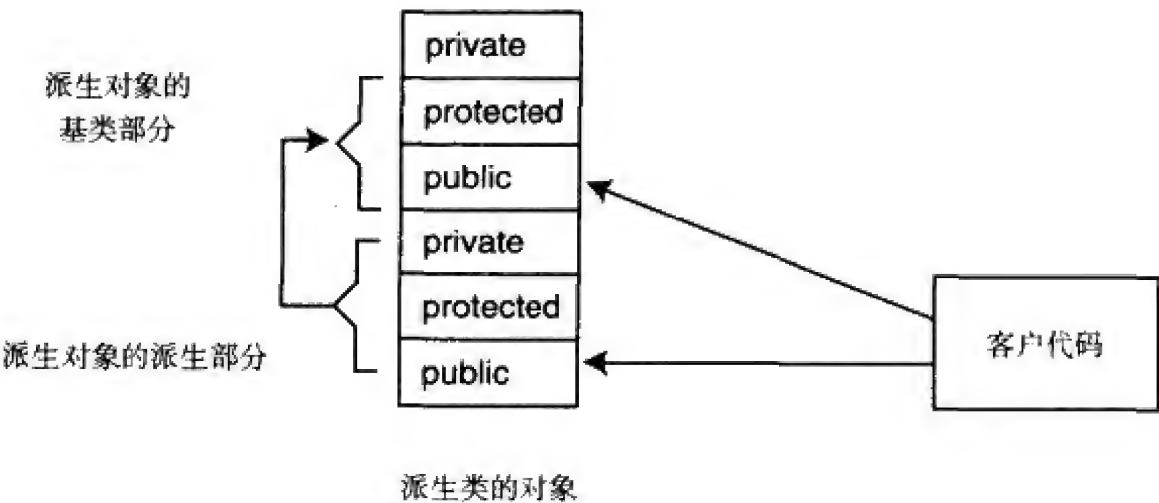 派生对象的
基类部分
private
protected
public
private
protected
public
派生对象的派生部分
客户代码
派生类的对象